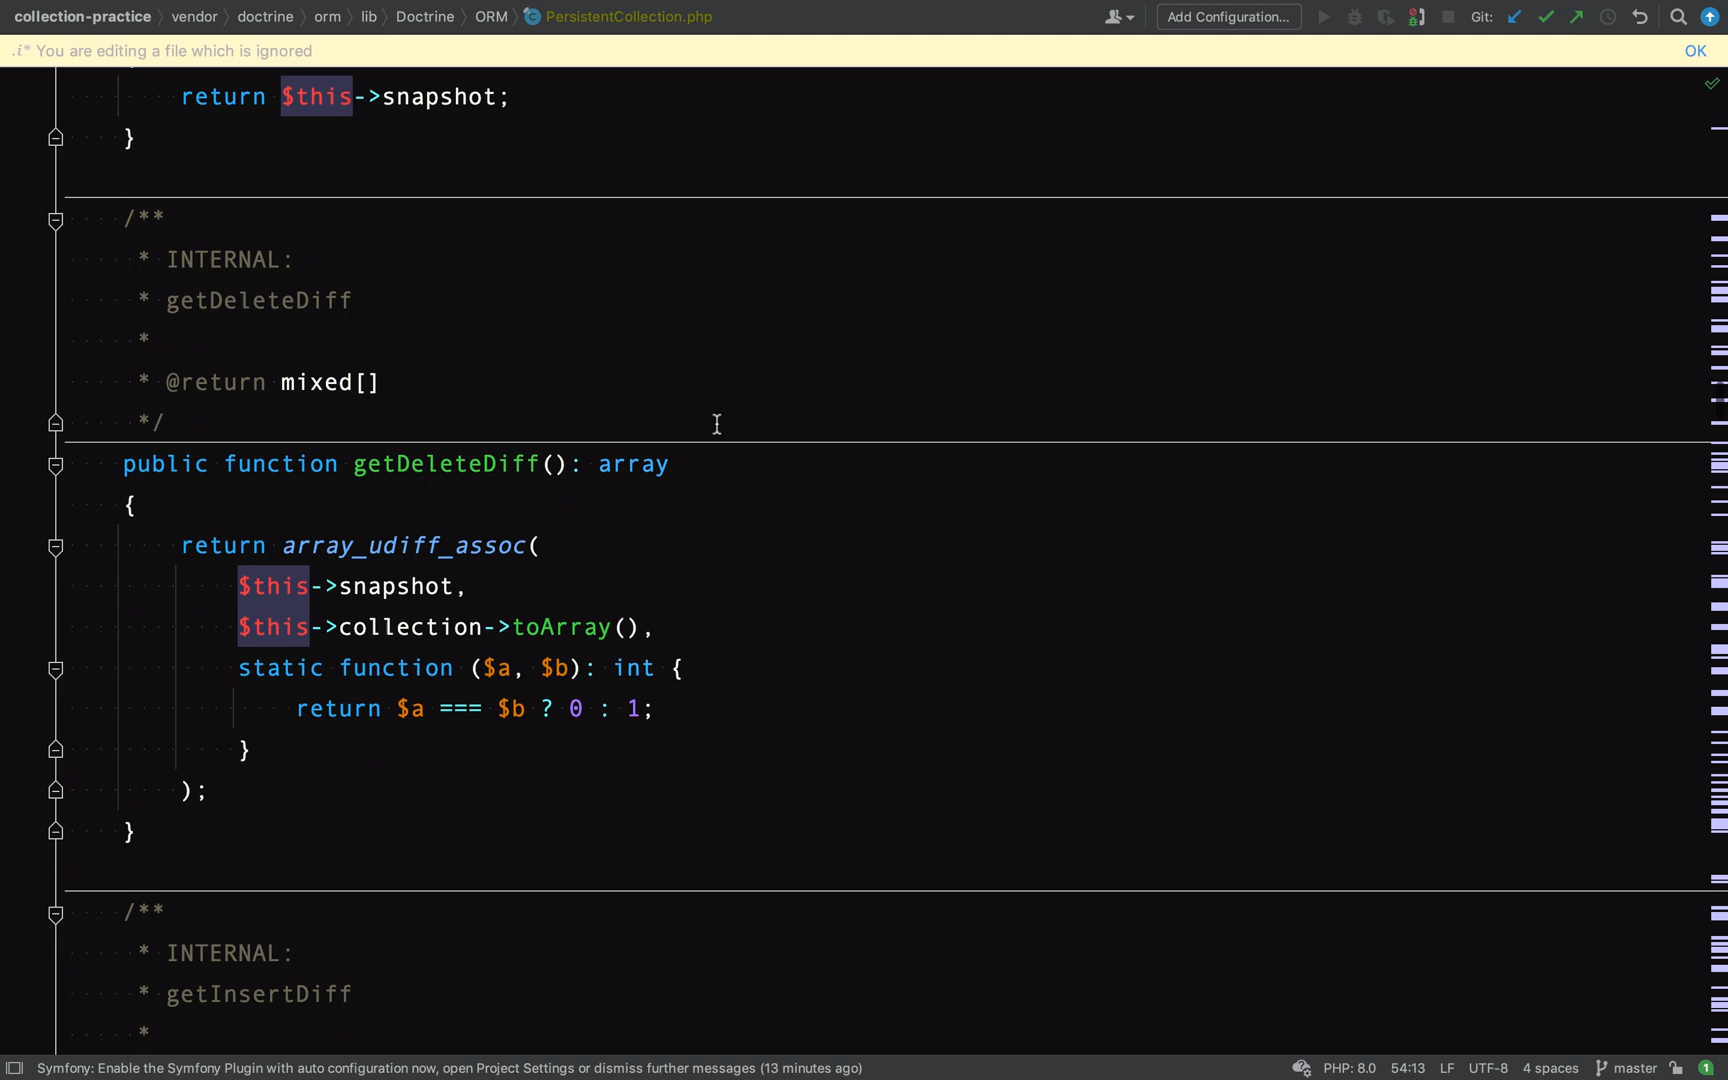 collection-practice vendor doctrine orm lib Doctrine ORM PersistentCollection.php Add Configuration... Git:
.i* You are editing a file which is ignored OK
return $this->snapshot;
}
/**
* INTERNAL:
* getDeleteDiff
*
* @return mixed[]
*/
public function getDeleteDiff(): array
{
return array_udiff_assoc(
$this->snapshot,
$this->collection->toArray(),
static function ($a, $b): int {
return $a === $b ? 0 : 1;
}
);
}
/**
* INTERNAL:
* getInsertDiff
*
Symfony: Enable the Symfony Plugin with auto configuration now, open Project Settings or dismiss further messages (13 minutes ago) PHP: 8.0 54:13 LF UTF-8 4 spaces master 1